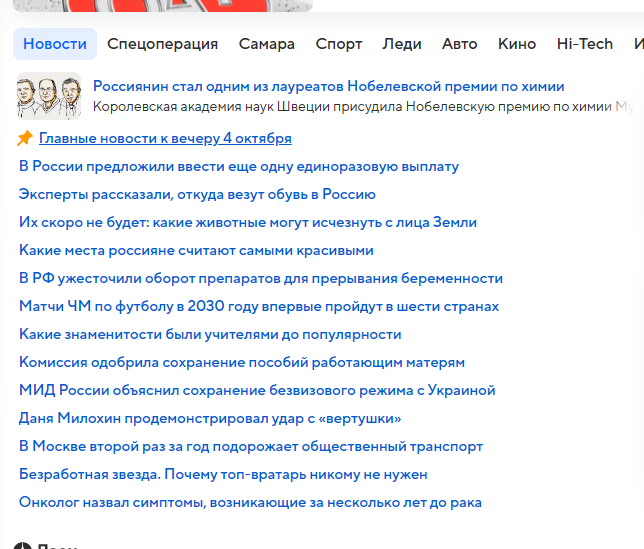 Новости Спецоперация Самара Спорт Леди Авто Кино Hi-Tech
Россиянин стал одним из лауреатов Нобелевской премии по химии
Королевская академия наук Швеции присудила Нобелевскую премию по химии
Главные новости к вечеру 4 октября
В России предложили ввести еще одну единоразовую выплату
Эксперты рассказали, откуда везут обувь в Россию
Их скоро не будет: какие животные могут исчезнуть с лица Земли
Какие места россияне считают самыми красивыми
В РФ ужесточили оборот препаратов для прерывания беременности
Матчи ЧМ по футболу в 2030 году впервые пройдут в шести странах
Какие знаменитости были учителями до популярности
Комиссия одобрила сохранение пособий работающим матерям
МИД России объяснил сохранение безвизового режима с Украиной
Даня Милохин продемонстрировал удар с «вертушки»
В Москве второй раз за год подорожает общественный транспорт
Безработная звезда. Почему топ-вратарь никому не нужен
Онколог назвал симптомы, возникающие за несколько лет до рака